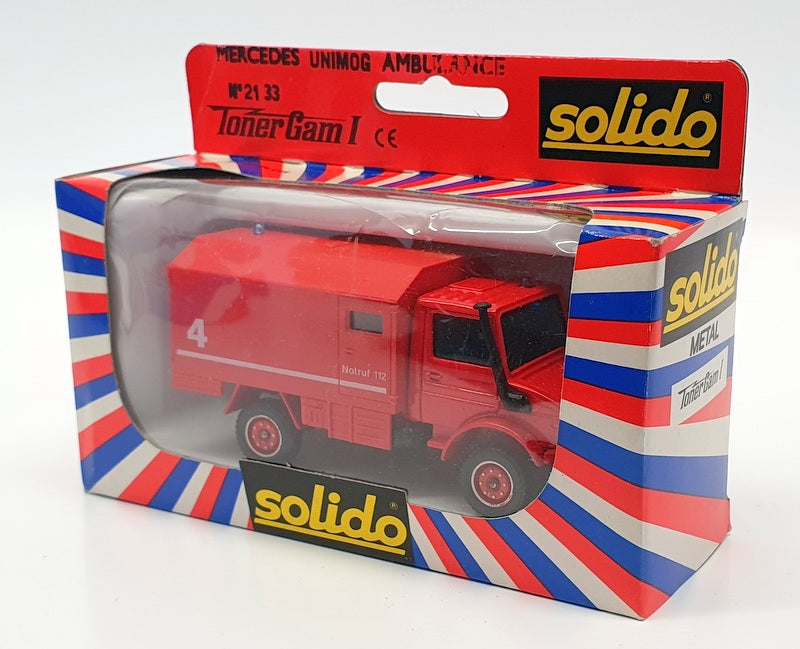 MERCEDES UNIMOG AMBULANCE
N° 21 33
TonerGam I CE
solido ®
solido
METAL
TonerGam I
4
Notruf 112
solido ®